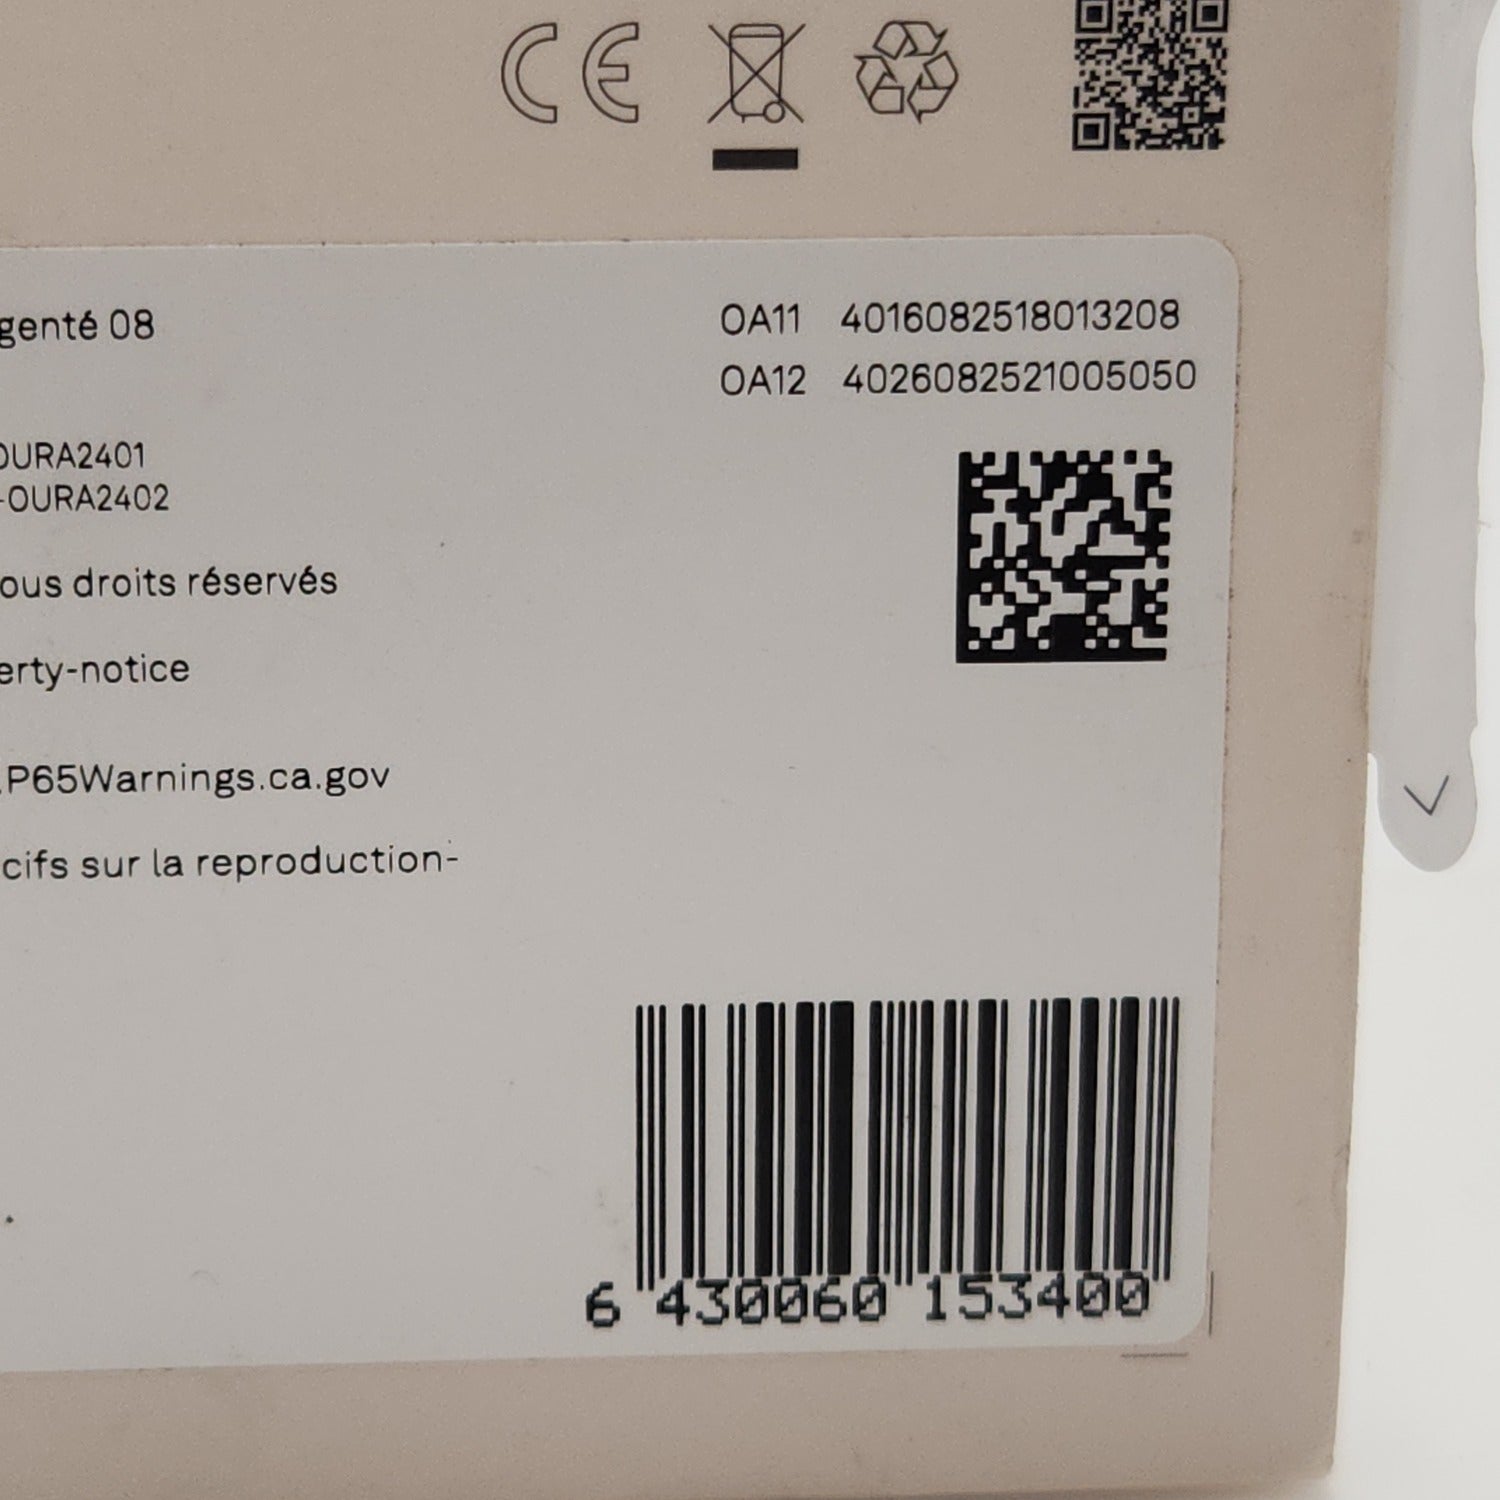 CE
genté 08
OA11 4016082518013208
OA12 4026082521005050
OURA2401
-OURA2402
ous droits réservés
erty-notice
.P65Warnings.ca.gov
cifs sur la reproduction-
6 430060 153400